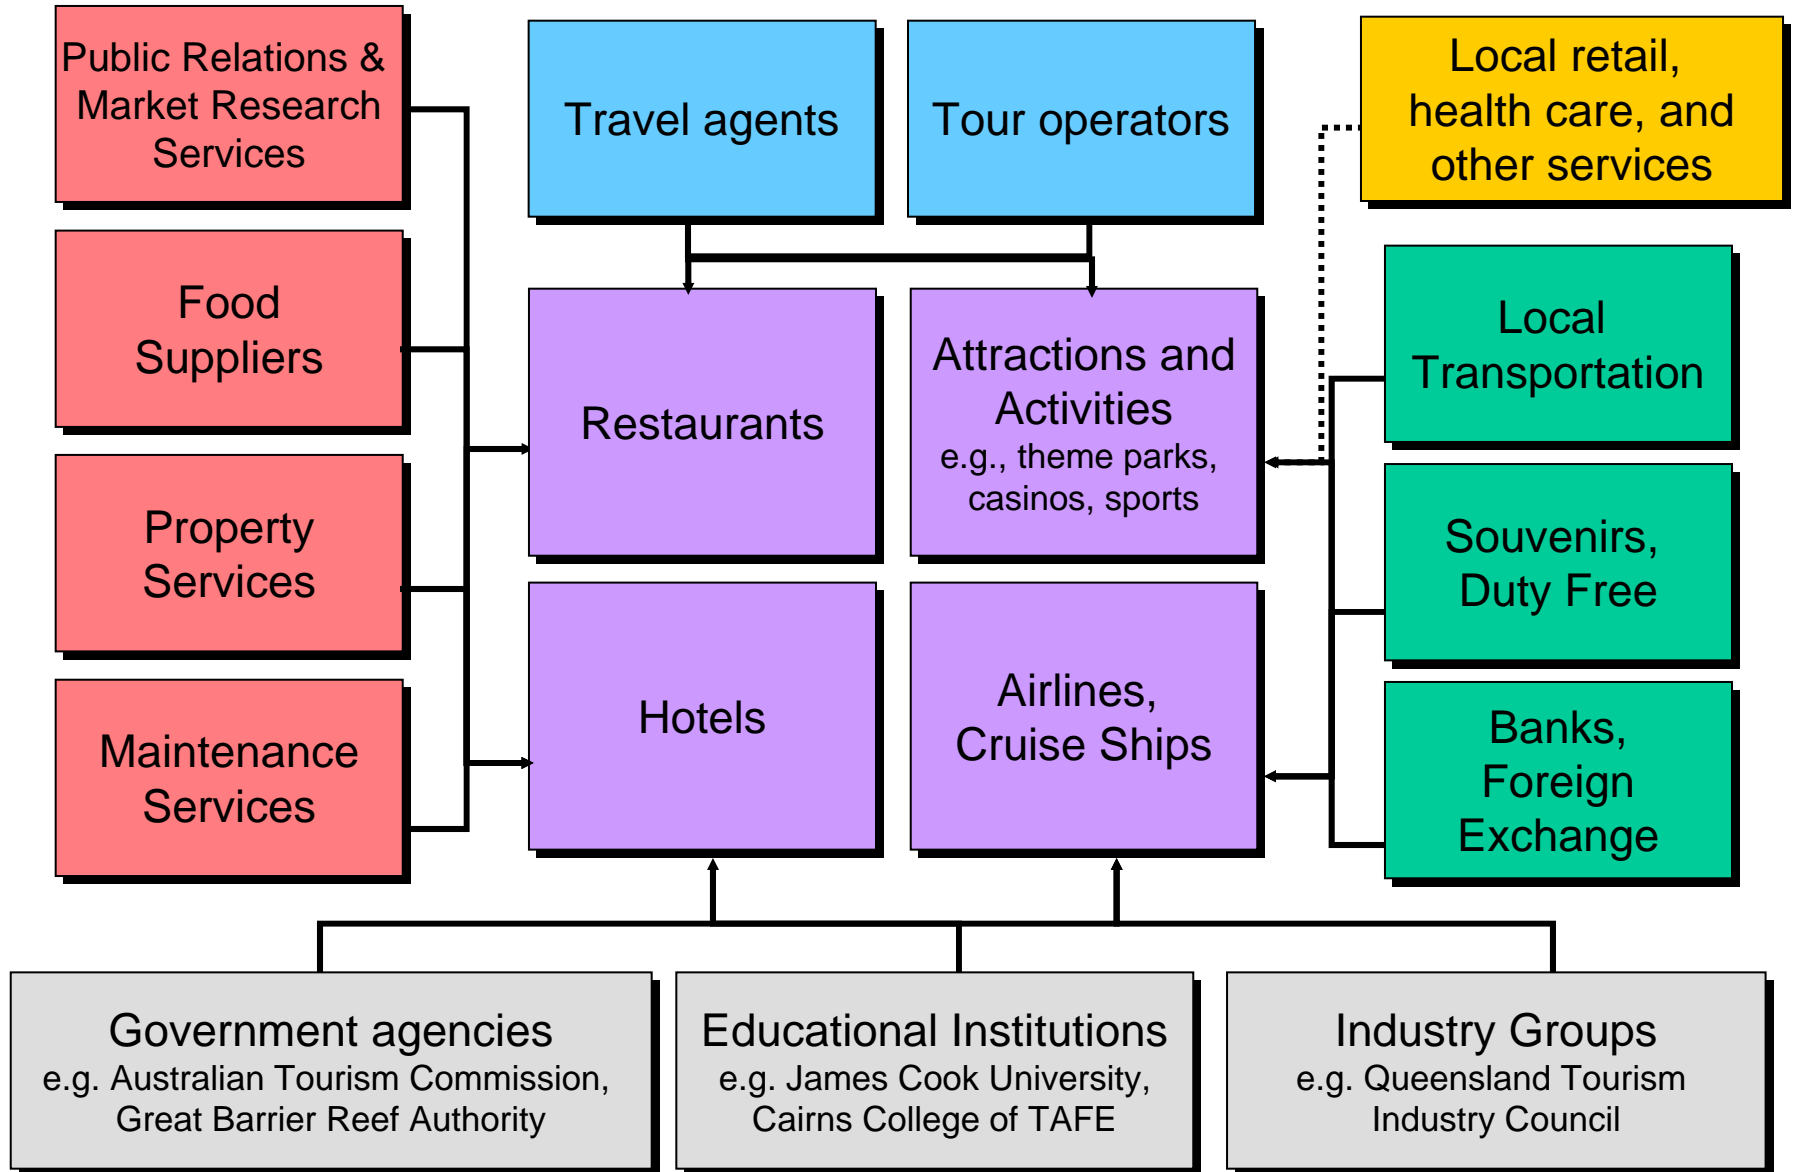 Public Relations &
Market Research
Services
Travel agents
Tour operators
Local retail,
health care, and
other services
Food
Suppliers
Restaurants
Attractions and
Activities
e.g., theme parks,
casinos, sports
Local
Transportation
Property
Services
Souvenirs,
Duty Free
Maintenance
Services
Hotels
Airlines,
Cruise Ships
Banks,
Foreign
Exchange
Government agencies
e.g. Australian Tourism Commission,
Great Barrier Reef Authority
Educational Institutions
e.g. James Cook University,
Cairns College of TAFE
Industry Groups
e.g. Queensland Tourism
Industry Council